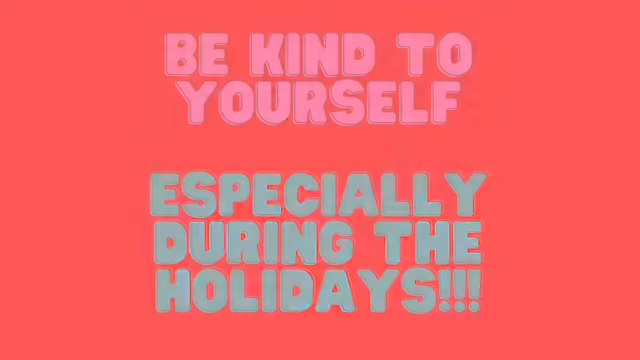 BE KIND TO
YOURSELF
ESPECIALLY
DURING THE
HOLIDAYS!!!